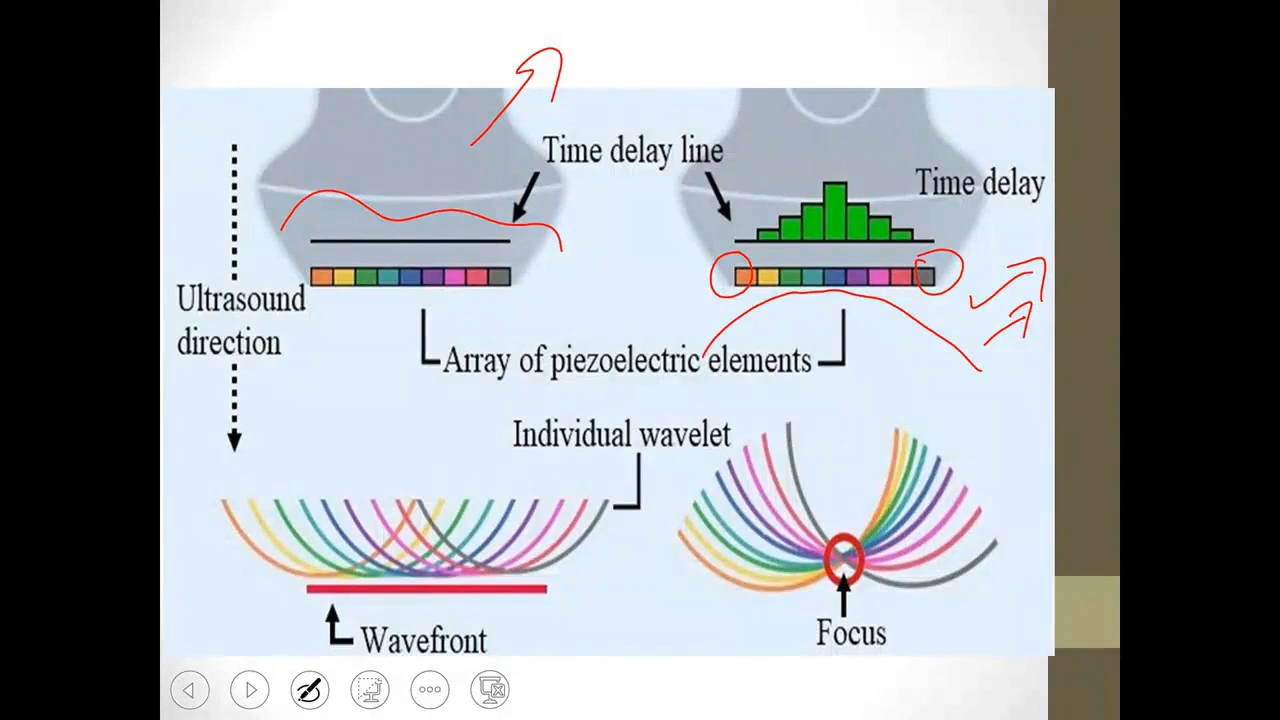 Time delay line
Time delay
Ultrasound
direction
Array of piezoelectric elements
Individual wavelet
Wavefront
Focus